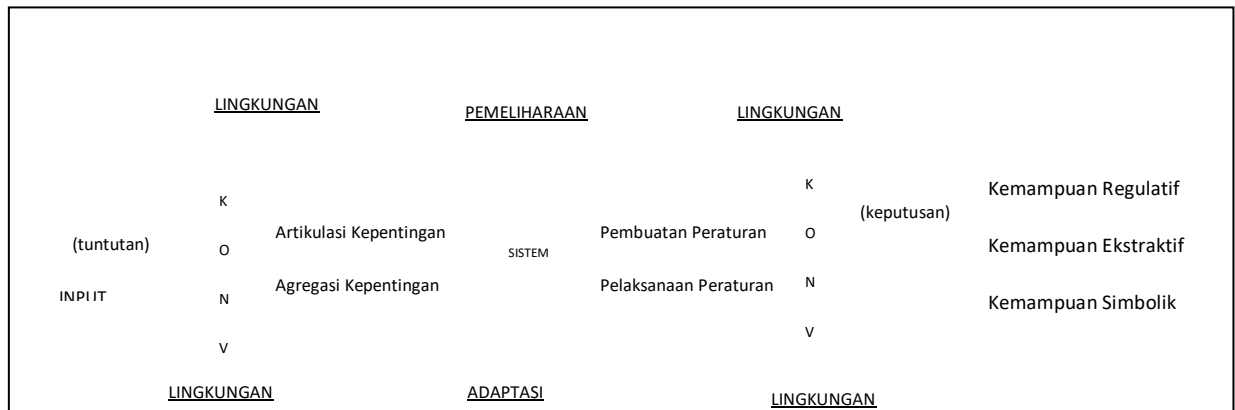 LINGKUNGAN PEMELIHARAAN LINGKUNGAN
K
O
N
V
(tuntutan)
INPUT
Artikulasi Kepentingan
Agregasi Kepentingan
SISTEM
Pembuatan Peraturan
Pelaksanaan Peraturan
K
O
N
V
(keputusan)
Kemampuan Regulatif
Kemampuan Ekstraktif
Kemampuan Simbolik
LINGKUNGAN ADAPTASI LINGKUNGAN